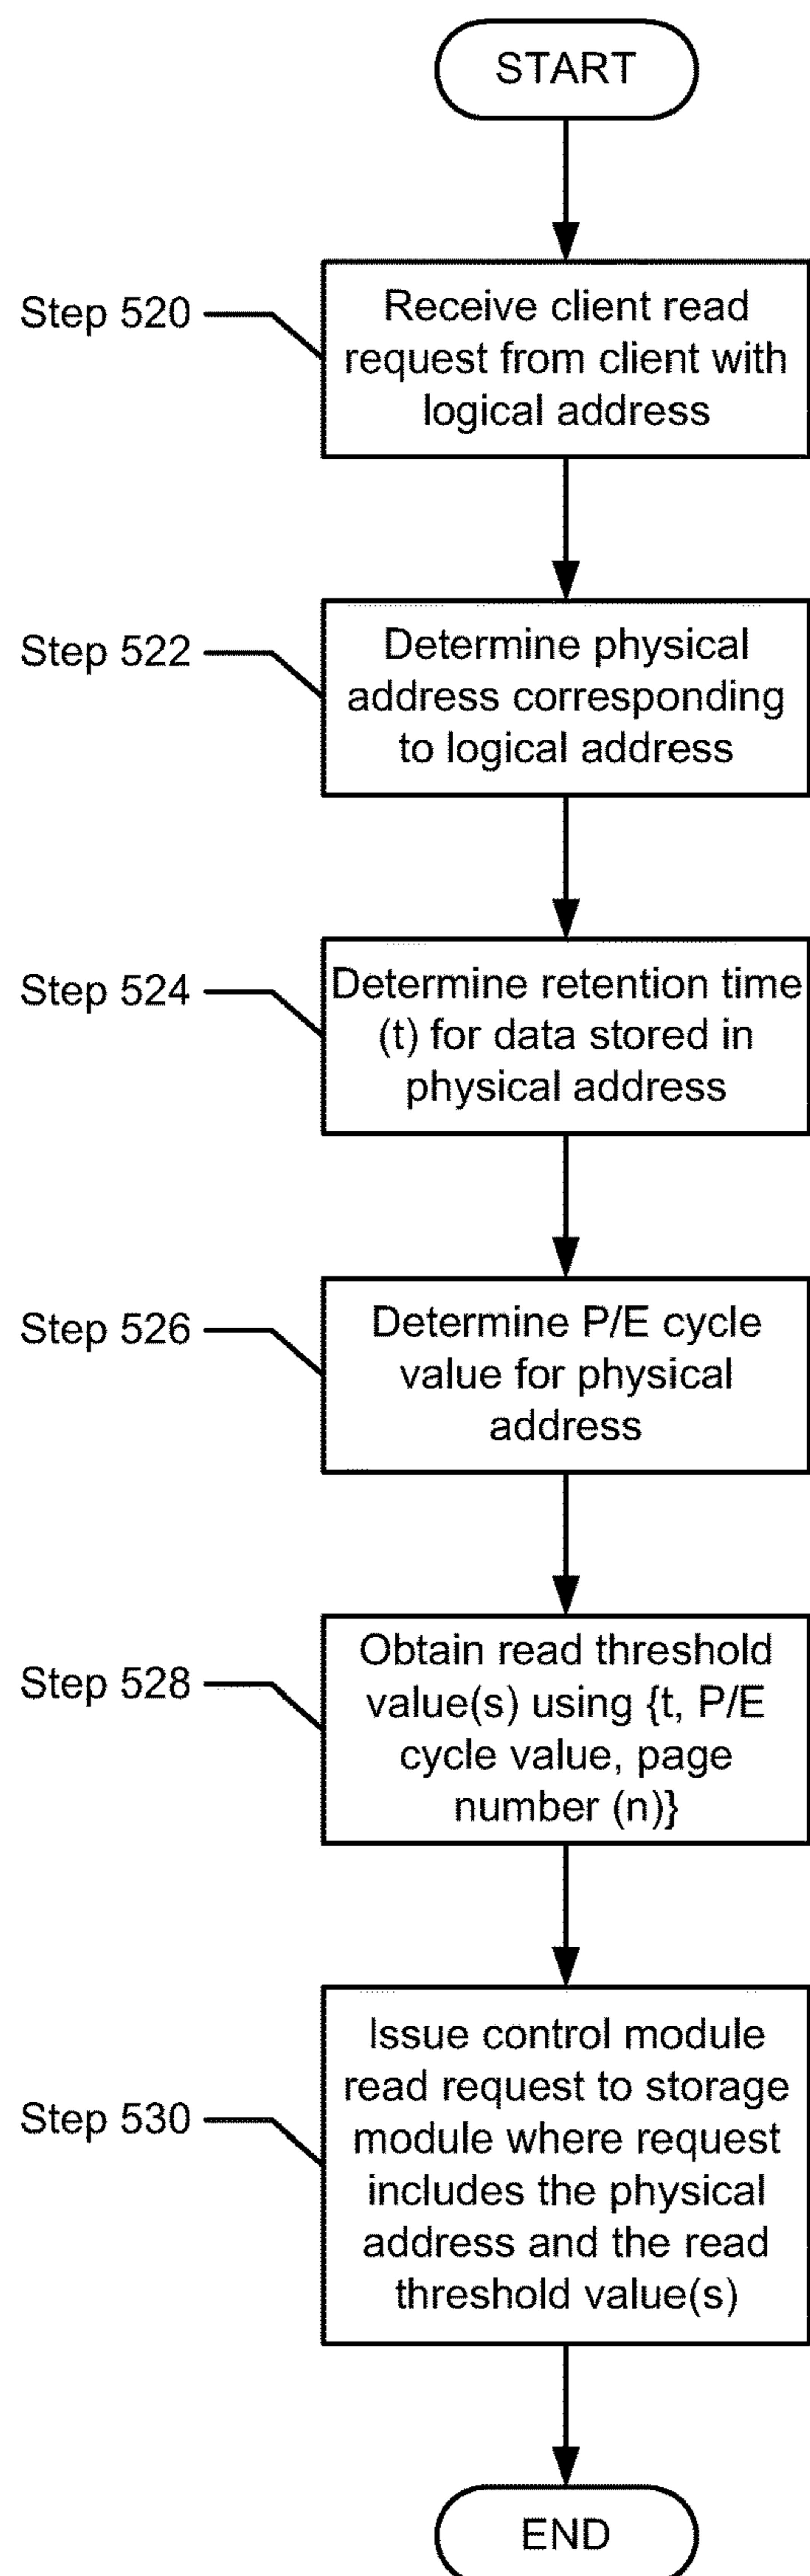 START
Step 520
Receive client read
request from client with
logical address
Step 522
Determine physical
address corresponding
to logical address
Step 524
Determine retention time
(t) for data stored in
physical address
Step 526
Determine P/E cycle
value for physical
address
Step 528
Obtain read threshold
value(s) using {t, P/E
cycle value, page
number (n)}
Step 530
Issue control module
read request to storage
module where request
includes the physical
address and the read
threshold value(s)
END